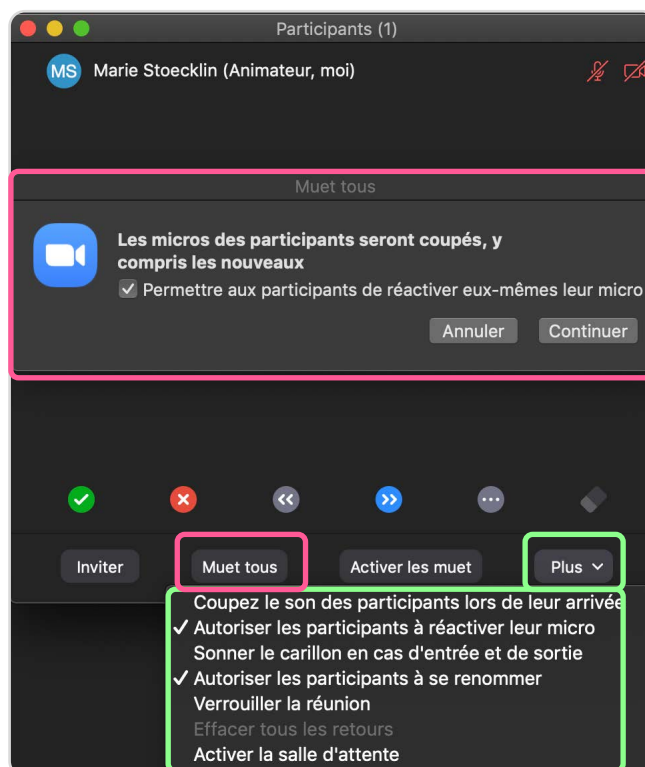 Participants (1)
MS Marie Stoecklin (Animateur, moi)
Muet tous
Les micros des participants seront coupés, y
compris les nouveaux
Permettre aux participants de réactiver eux-mêmes leur micro
Annuler Continuer
Inviter Muet tous Activer les muet Plus
Coupez le son des participants lors de leur arrivée
Autoriser les participants à réactiver leur micro
Sonner le carillon en cas d'entrée et de sortie
Autoriser les participants à se renommer
Verrouiller la réunion
Effacer tous les retours
Activer la salle d'attente